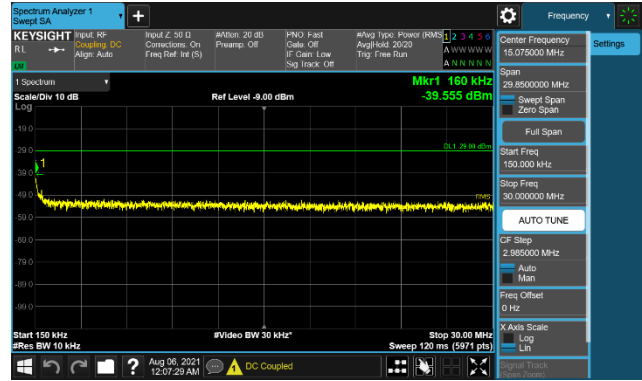 Spectrum Analyzer 1
Swept SA
Frequency
KEYSIGHT
Input: RF
Input Z: 50 Ω
#Atten: 20 dB
PNO: Fast
#Avg Type: Power (RMS
1 2 3 4 5 6
RL
Coupling: DC
Corrections: On
Preamp: Off
Gate: Off
Avg|Hold: 20/20
A W W W W W
Align: Auto
Freq Ref: Int (S)
IF Gain: Low
Trig: Free Run
Sig Track: Off
A N N N N N
1 Spectrum
Mkr1 160 kHz
Scale/Div 10 dB
Ref Level -9.00 dBm
-39.555 dBm
Log
-19.0
DL1 -29.00 dBm
-29.0
1
-39.0
-49.0
RMS
-59.0
-69.0
-79.0
-89.0
-99.0
Start 150 kHz
#Video BW 30 kHz*
Stop 30.00 MHz
#Res BW 10 kHz
Sweep 120 ms (5971 pts)
?
Aug 06, 2021
12:07:29 AM
DC Coupled
Center Frequency
15.075000 MHz
Settings
Span
29.8500000 MHz
Swept Span
Zero Span
Full Span
Start Freq
150.000 kHz
Stop Freq
30.000000 MHz
AUTO TUNE
CF Step
2.985000 MHz
Auto
Man
Freq Offset
0 Hz
X Axis Scale
Log
Lin
Signal Track
(Span Zoom)